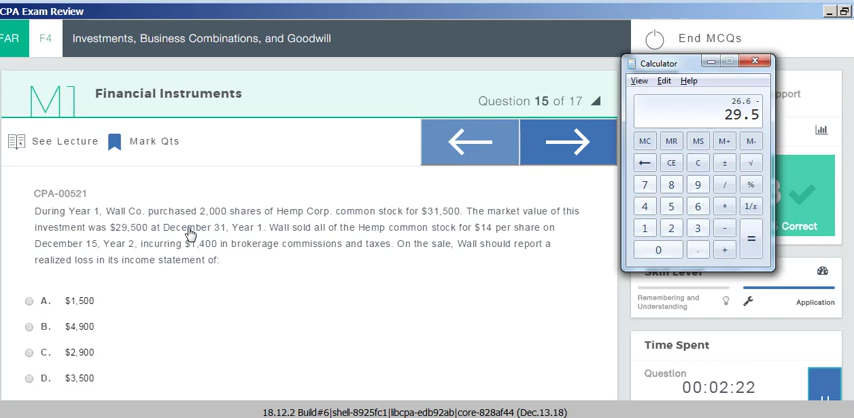 CPA Exam Review
FAR F4 Investments, Business Combinations, and Goodwill End MCQs
M1 Financial Instruments Question 15 of 17
See Lecture Mark Qts
CPA-00521
During Year 1, Wall Co. purchased 2,000 shares of Hemp Corp. common stock for $31,500. The market value of this
investment was $29,500 at December 31, Year 1. Wall sold all of the Hemp common stock for $14 per share on
December 15, Year 2, incurring $1,400 in brokerage commissions and taxes. On the sale, Wall should report a
realized loss in its income statement of:
A. $1,500
B. $4,900
C. $2,900
D. $3,500
Calculator
View Edit Help
26.6 -
29.5
MC MR MS M+ M-
← CE C ± √
7 8 9 / %
4 5 6 * 1/x
1 2 3 - =
0 . +
pport
Correct
Skill Level
Remembering and
Understanding
Application
Time Spent
Question
00:02:22
18.12.2 Build#6|shell-8925fc1|libcpa-edb92ab|core-828af44 (Dec.13.18)